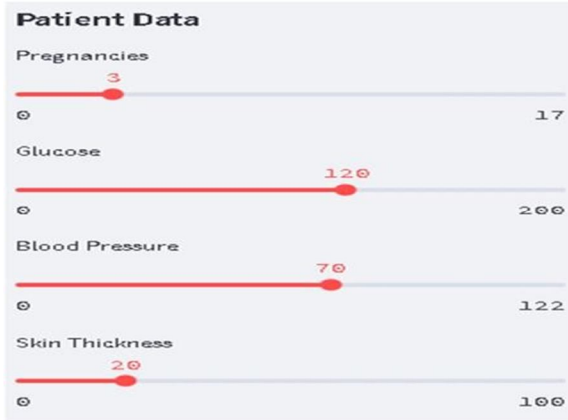 Patient Data
Pregnancies
3
0 17
Glucose
120
0 200
Blood Pressure
70
0 122
Skin Thickness
20
0 100